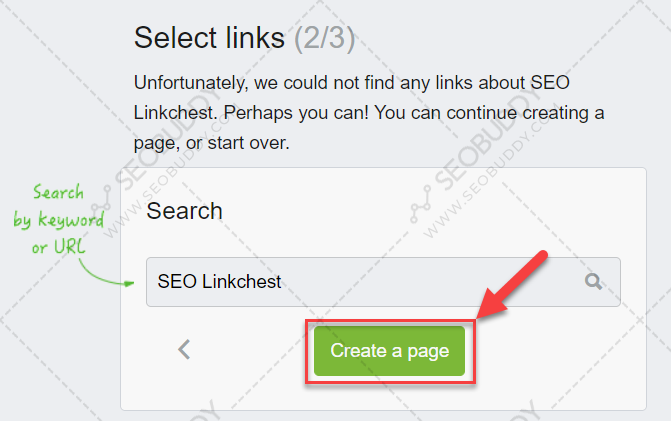 Select links (2/3)
Unfortunately, we could not find any links about SEO
Linkchest. Perhaps you can! You can continue creating a
page, or start over.
SEOBUDDY
WWW.SEOBUDDY.COM
SEOBUDDY
WWW.SEOBUDDY.COM
Search
by keyword
or URL
Search
SEO Linkchest
Create a page